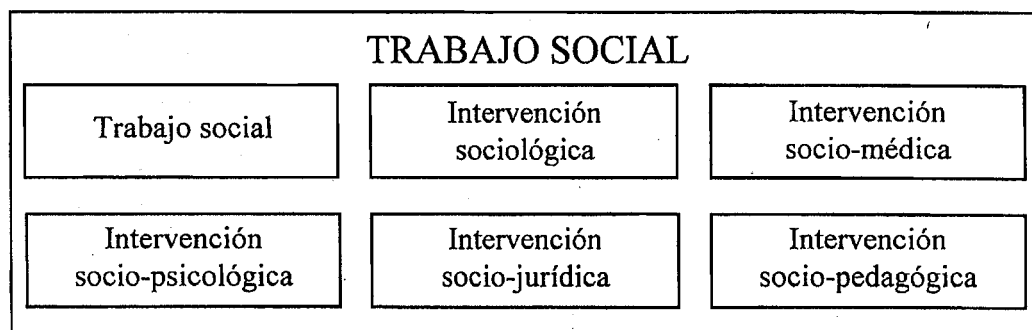 TRABAJO SOCIAL
Trabajo social
Intervención
sociológica
Intervención
socio-médica
Intervención
socio-psicológica
Intervención
socio-jurídica
Intervención
socio-pedagógica